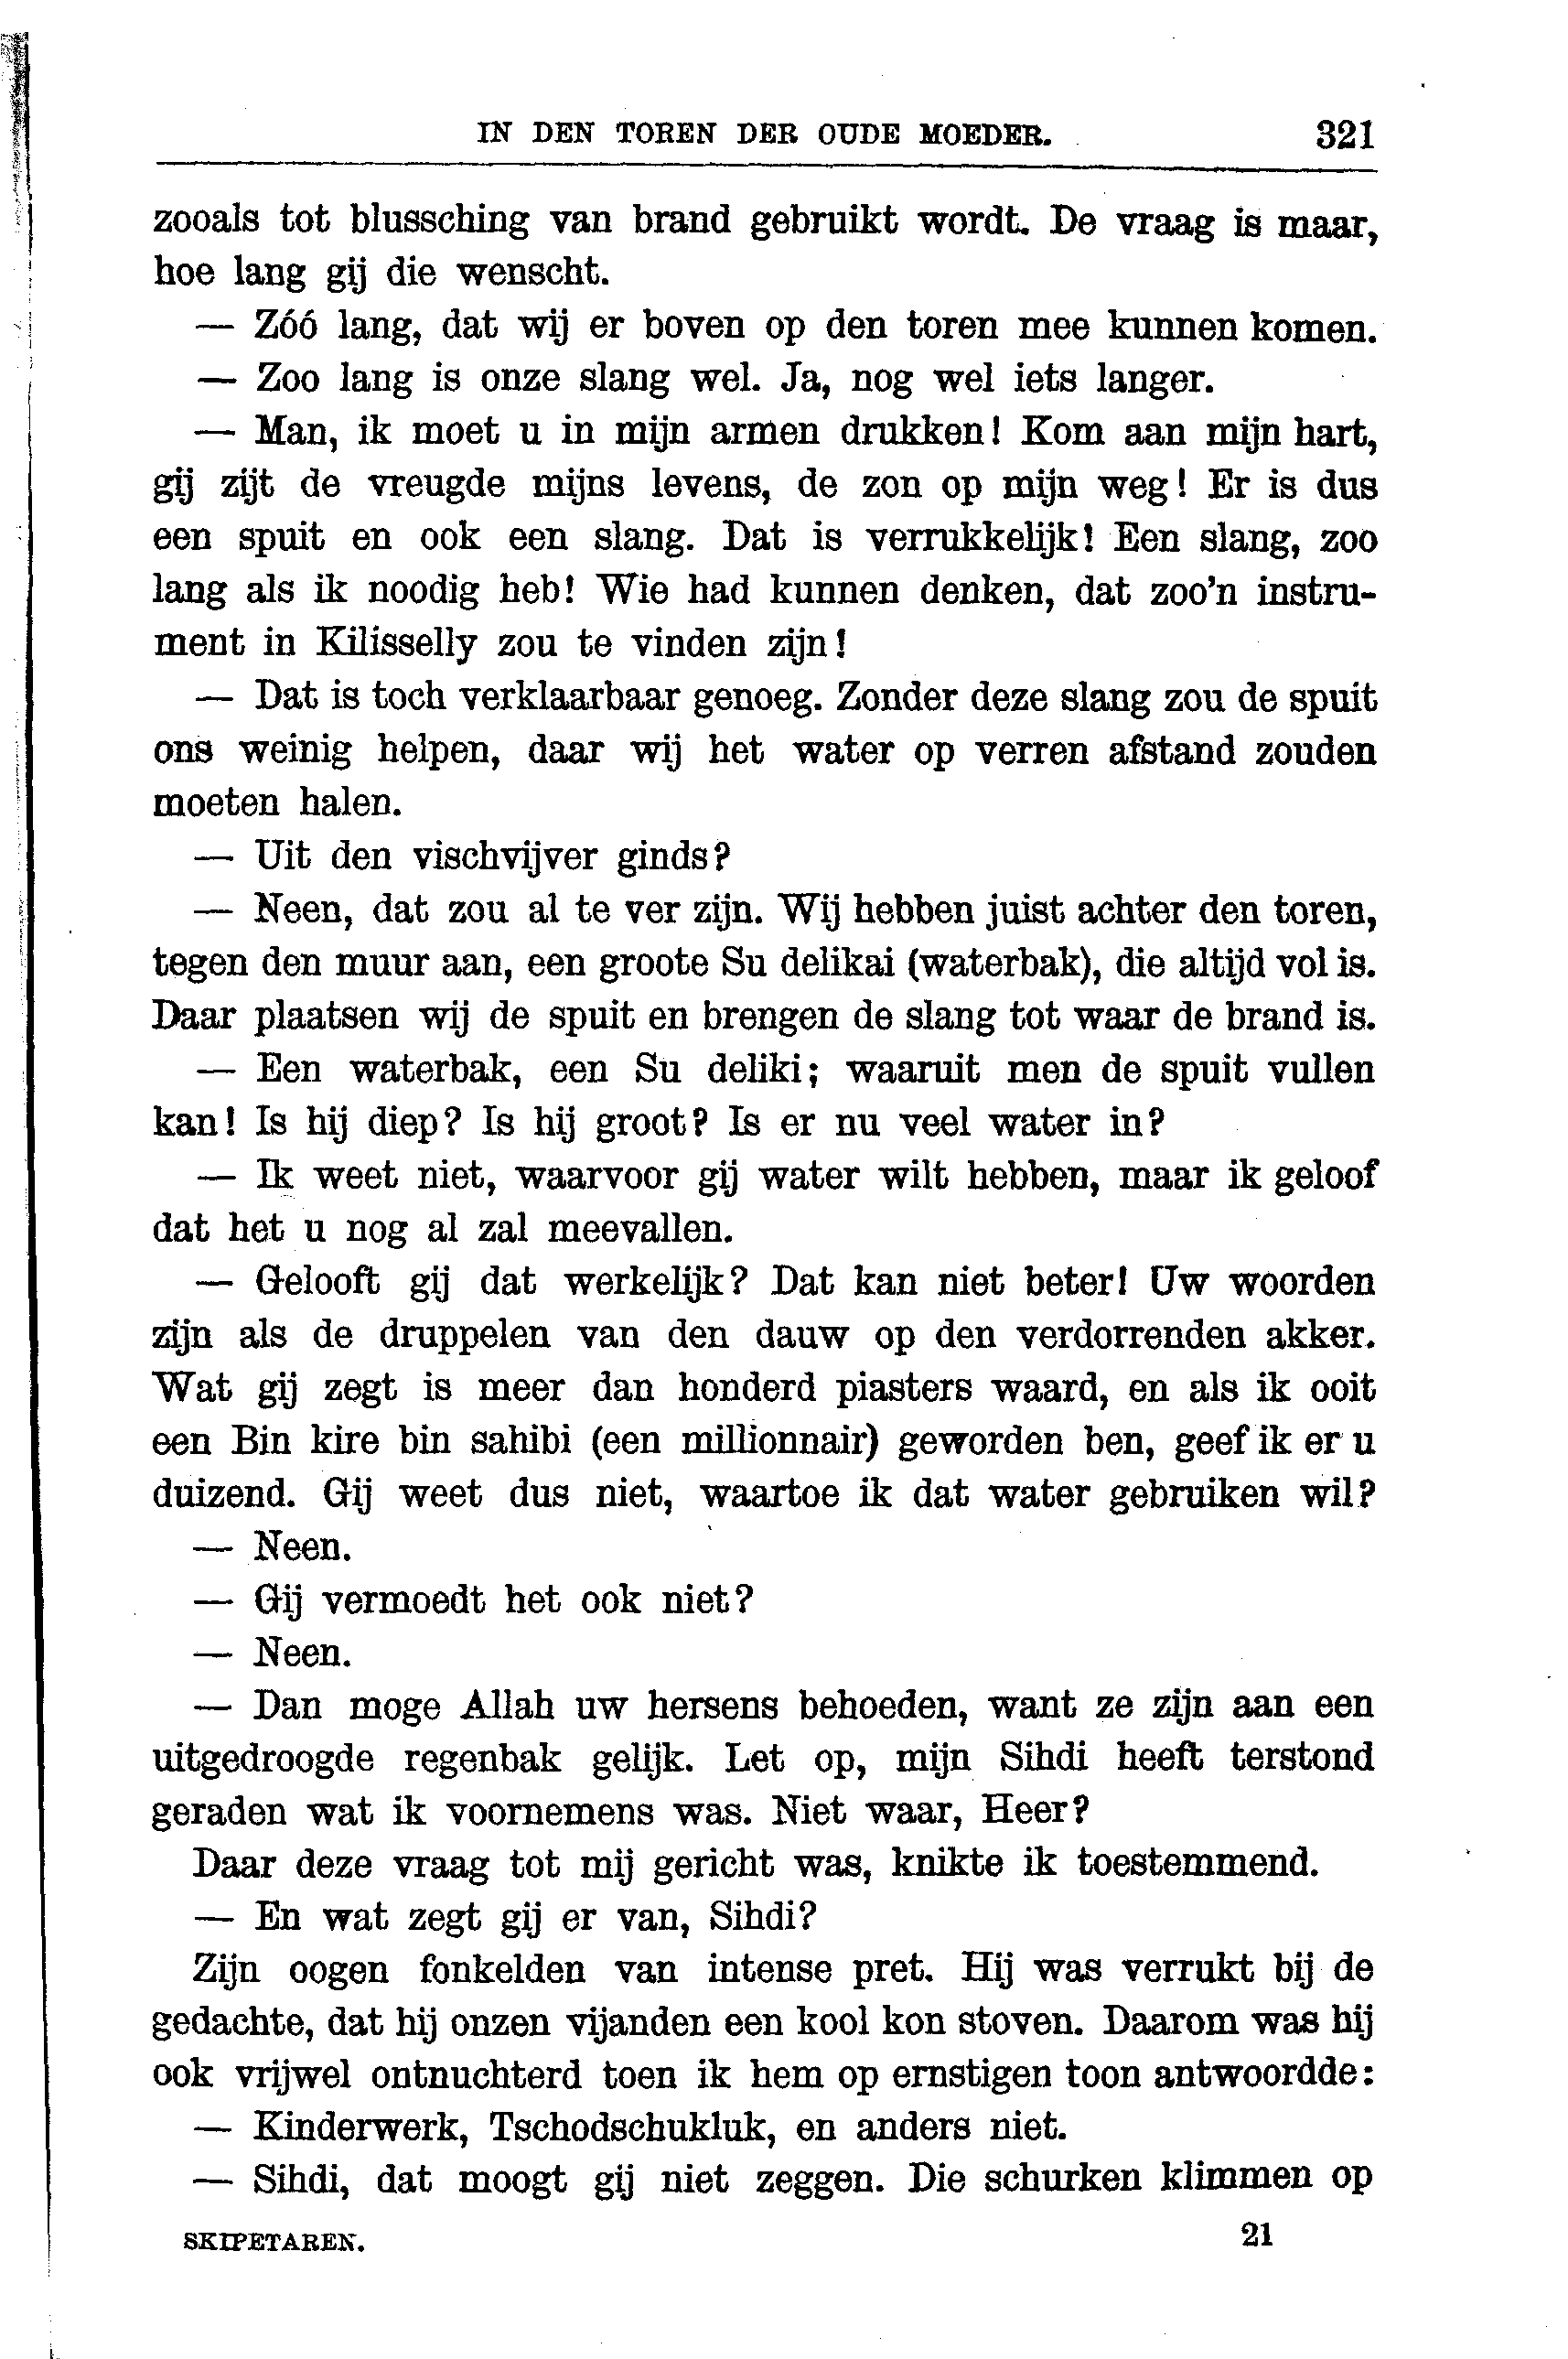 IN DEN TOREN DER OUDE MOEDER. 321
zooals tot blussching van brand gebruikt wordt. De vraag is maar,
hoe lang gij die wenscht.
— Zóó lang, dat wij er boven op den toren mee kunnen komen.
— Zoo lang is onze slang wel. Ja, nog wel iets langer.
— Man, ik moet u in mijn armen drukken! Kom aan mijn hart,
gij zijt de vreugde mijns levens, de zon op mijn weg! Er is dus
een spuit en ook een slang. Dat is verrukkelijk! Een slang, zoo
lang als ik noodig heb! Wie had kunnen denken, dat zoo'n instru-
ment in Kilisselly zou te vinden zijn!
— Dat is toch verklaarbaar genoeg. Zonder deze slang zou de spuit
ons weinig helpen, daar wij het water op verren afstand zouden
moeten halen.
— Uit den vischvijver ginds?
— Neen, dat zou al te ver zijn. Wij hebben juist achter den toren,
tegen den muur aan, een groote Su delikai (waterbak), die altijd vol is.
Daar plaatsen wij de spuit en brengen de slang tot waar de brand is.
— Een waterbak, een Su deliki; waaruit men de spuit vullen
kan! Is hij diep? Is hij groot? Is er nu veel water in?
— Ik weet niet, waarvoor gij water wilt hebben, maar ik geloof
dat het u nog al zal meevallen.
— Gelooft gij dat werkelijk? Dat kan niet beter! Uw woorden
zijn als de druppelen van den dauw op den verdorrenden akker.
Wat gij zegt is meer dan honderd piasters waard, en als ik ooit
een Bin kire bin sahibi (een millionnair) geworden ben, geef ik er u
duizend. Gij weet dus niet, waartoe ik dat water gebruiken wil?
— Neen.
— Gij vermoedt het ook niet?
— Neen.
— Dan moge Allah uw hersens behoeden, want ze zijn aan een
uitgedroogde regenbak gelijk. Let op, mijn Sihdi heeft terstond
geraden wat ik voornemens was. Niet waar, Heer?
Daar deze vraag tot mij gericht was, knikte ik toestemmend.
— En wat zegt gij er van, Sihdi?
Zijn oogen fonkelden van intense pret. Hij was verrukt bij de
gedachte, dat hij onzen vijanden een kool kon stoven. Daarom was hij
ook vrijwel ontnuchterd toen ik hem op ernstigen toon antwoordde:
— Kinderwerk, Tschodschukluk, en anders niet.
— Sihdi, dat moogt gij niet zeggen. Die schurken klimmen op
SKIPETAREN. 21